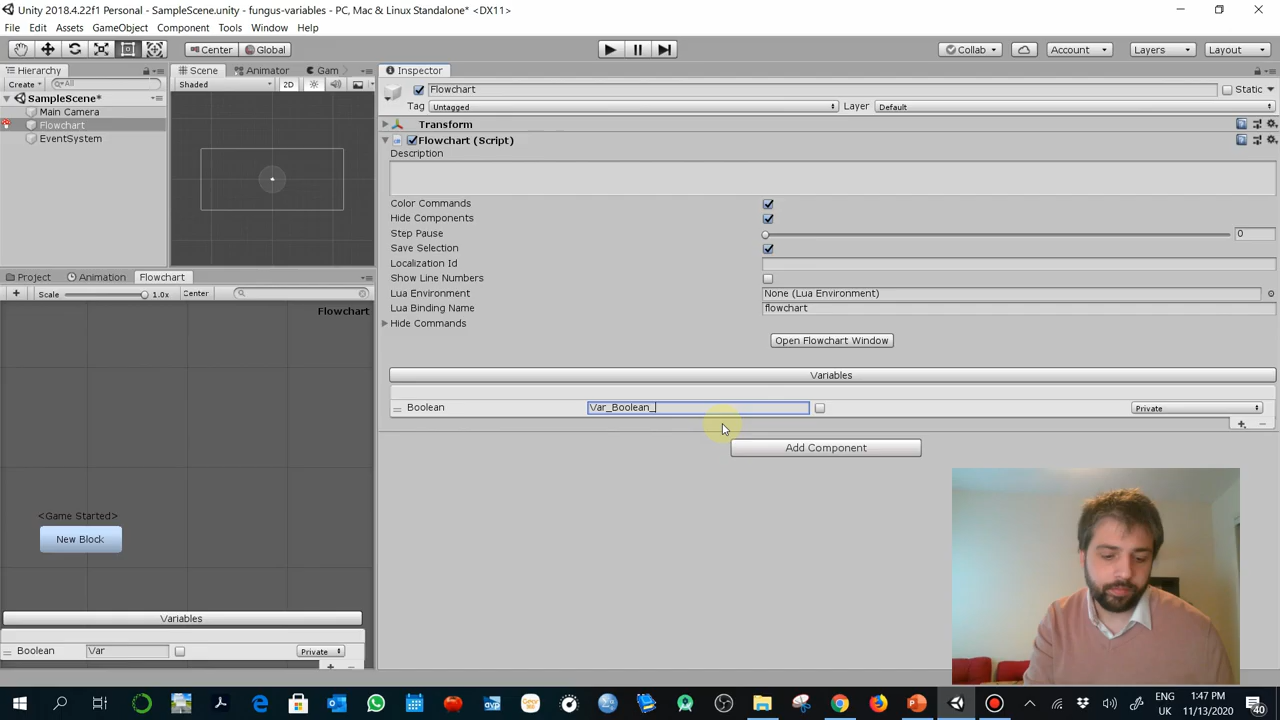 Unity 2018.4.22f1 Personal - SampleScene.unity - fungus-variables - PC, Mac & Linux Standalone* <DX11>
File Edit Assets GameObject Component Tools Window Help
Center Global Collab Account Layers Layout
Hierarchy
Create All
SampleScene*
Main Camera
Flowchart
EventSystem
Scene Animator Gam
Shaded 2D
Inspector
Flowchart Static
Tag Untagged Layer Default
Transform
Flowchart (Script)
Description
Color Commands
Hide Components
Step Pause 0
Save Selection
Localization Id
Show Line Numbers
Lua Environment None (Lua Environment)
Lua Binding Name flowchart
Hide Commands
Open Flowchart Window
Variables
Boolean Var_Boolean_ Private
Add Component
Project Animation Flowchart
Scale 1.0x Center
Flowchart
<Game Started>
New Block
Variables
Boolean Var Private
ENG
UK
1:47 PM
11/13/2020
40